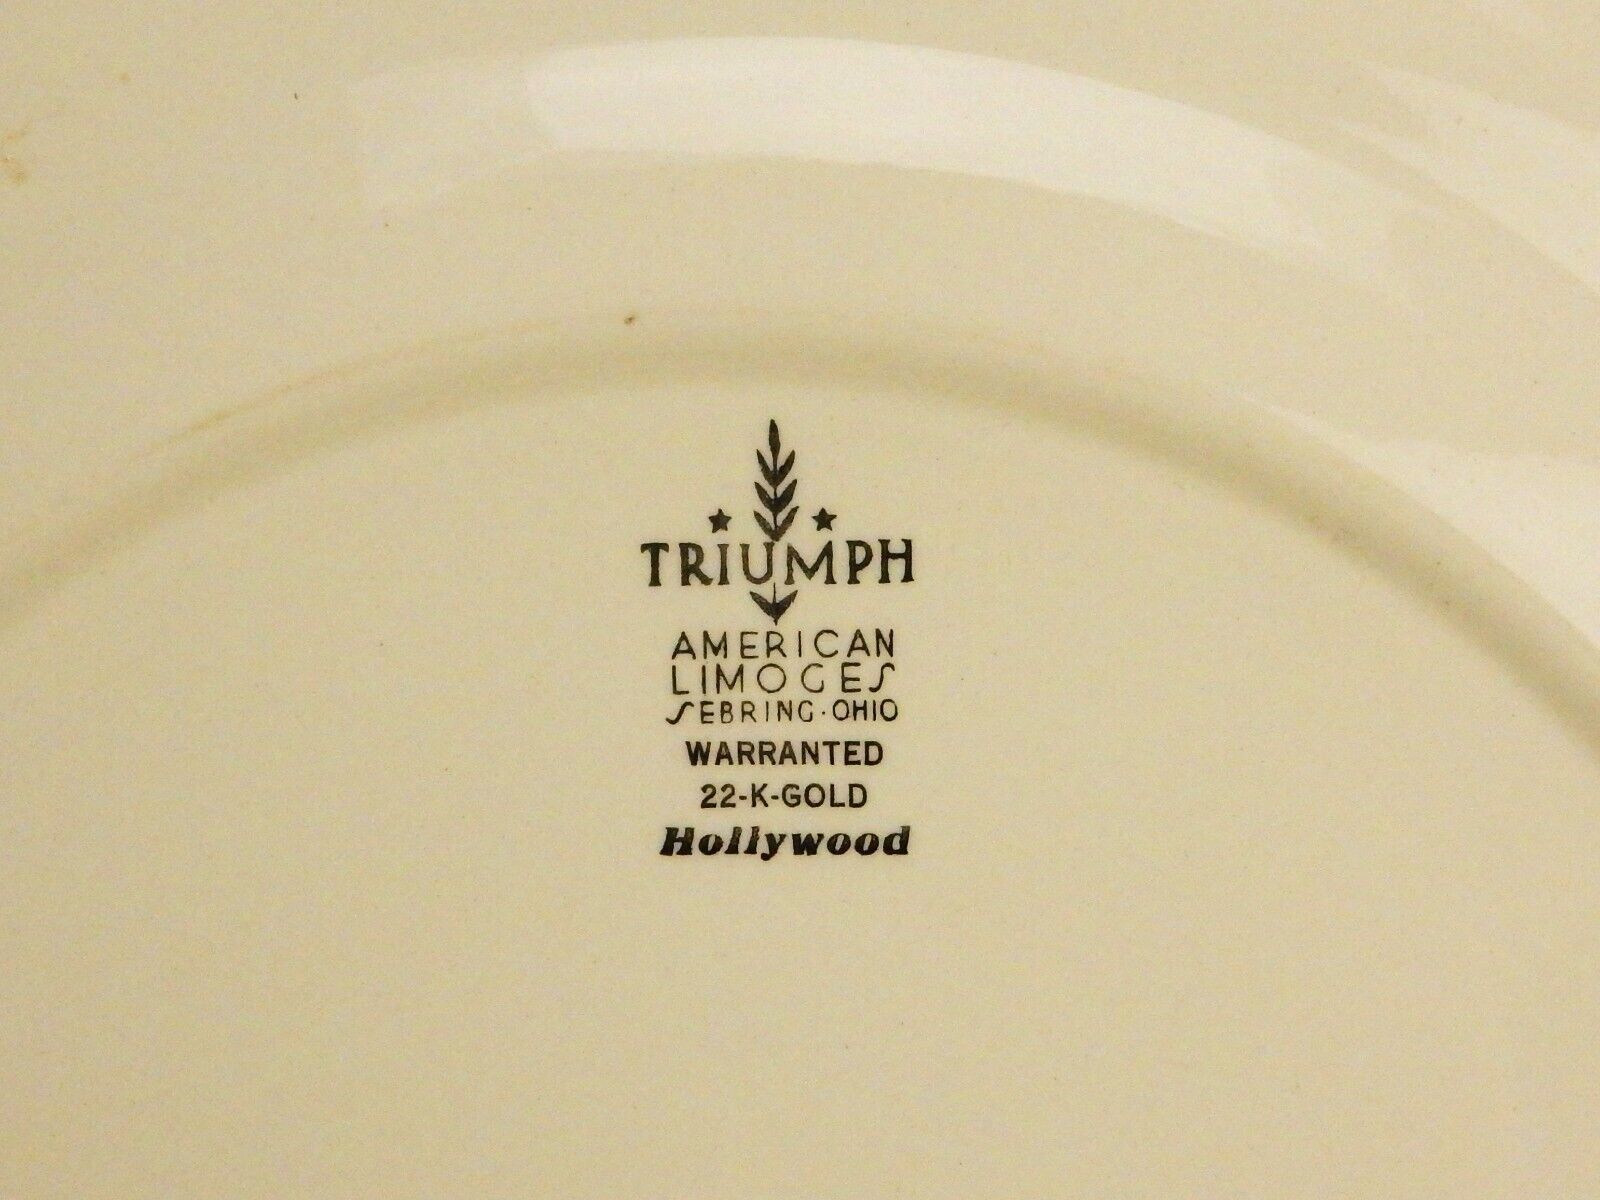 TRIUMPH
AMERICAN
LIMOGES
SEBRING·OHIO
WARRANTED
22-K-GOLD
Hollywood